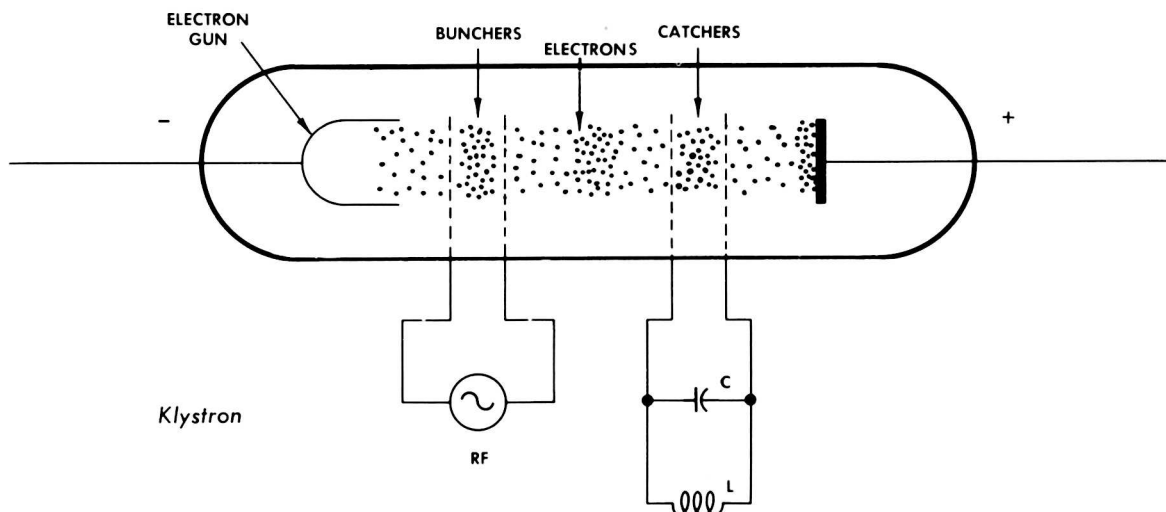 ELECTRON
GUN
BUNCHERS
ELECTRONS
CATCHERS
−
+
Klystron
RF
C
L